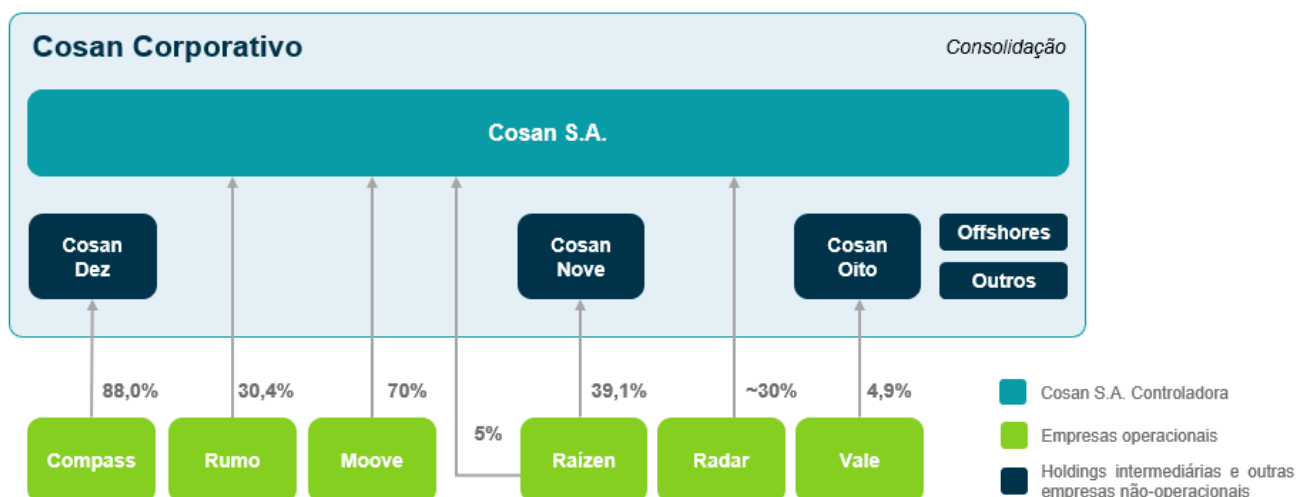 Cosan Corporativo
Consolidação
Cosan S.A.
Cosan
Dez
Cosan
Nove
Cosan
Oito
Offshores
Outros
88,0%
30,4%
70%
5%
39,1%
~30%
4,9%
Compass
Rumo
Moove
Raízen
Radar
Vale
Cosan S.A. Controladora
Empresas operacionais
Holdings intermediárias e outras
empresas não-operacionais